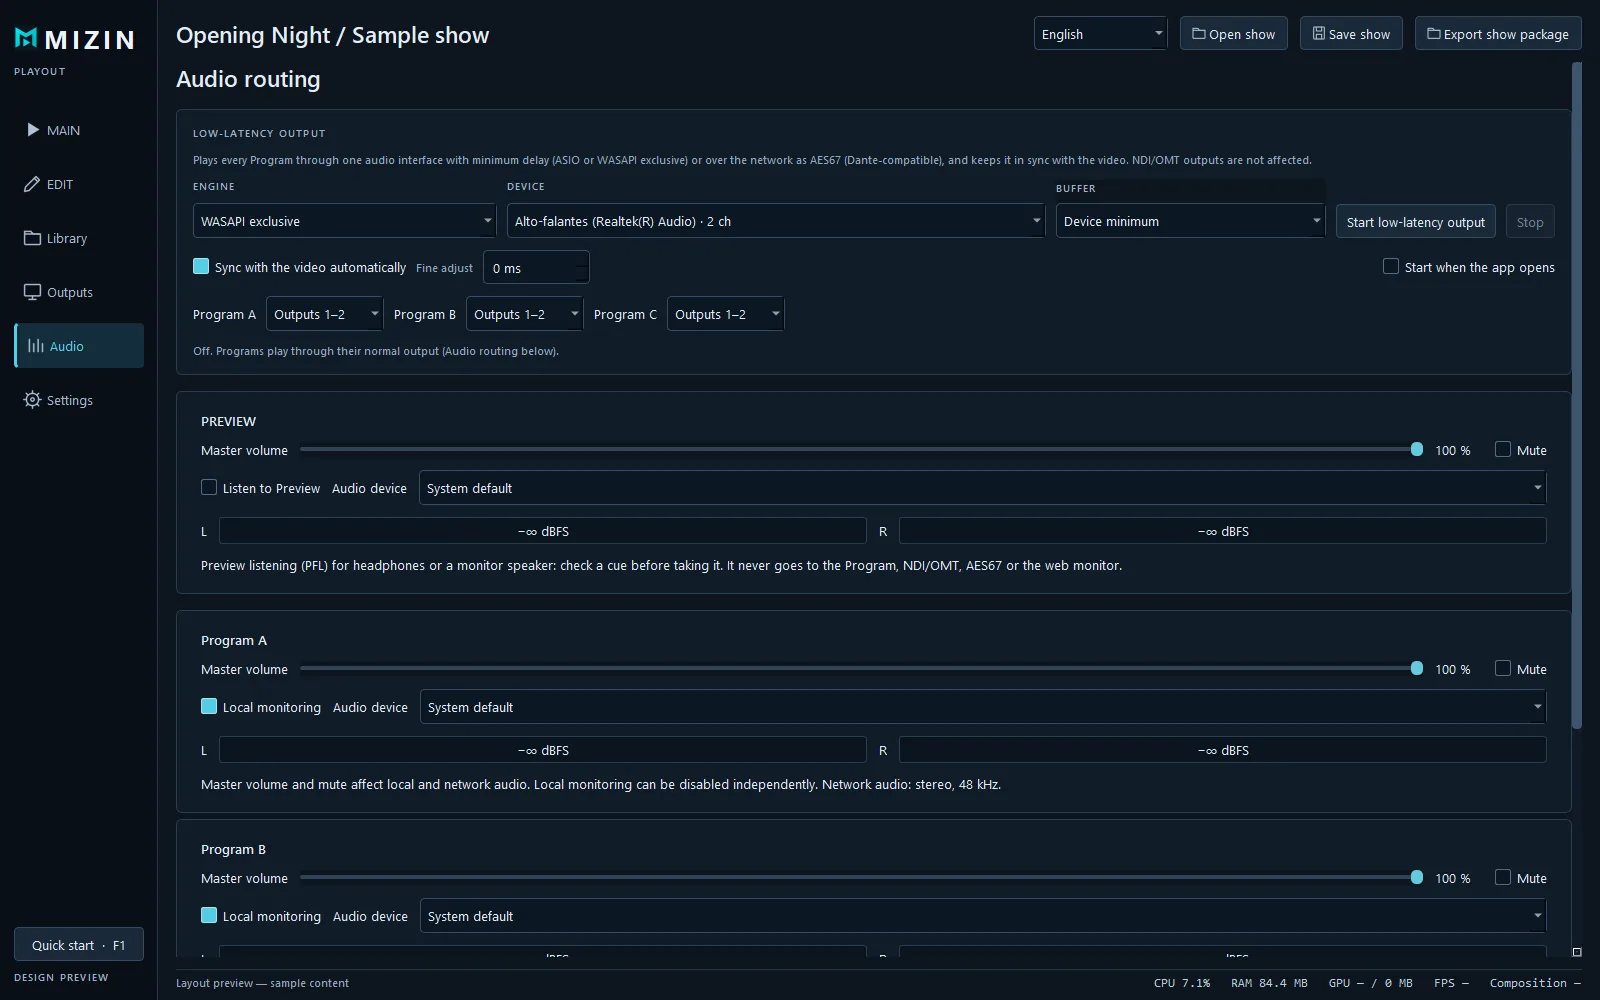 MIZIN
PLAYOUT
MAIN
EDIT
Library
Outputs
Audio
Settings
Quick start · F1
DESIGN PREVIEW
Opening Night / Sample show
English
Open show
Save show
Export show package
Audio routing
LOW-LATENCY OUTPUT
Plays every Program through one audio interface with minimum delay (ASIO or WASAPI exclusive) or over the network as AES67 (Dante-compatible), and keeps it in sync with the video. NDI/OMT outputs are not affected.
ENGINE DEVICE BUFFER
WASAPI exclusive Alto-falantes (Realtek(R) Audio) · 2 ch Device minimum Start low-latency output Stop
Sync with the video automatically Fine adjust 0 ms Start when the app opens
Program A Outputs 1–2 Program B Outputs 1–2 Program C Outputs 1–2
Off. Programs play through their normal output (Audio routing below).
PREVIEW
Master volume 100 % Mute
Listen to Preview Audio device System default
L −∞ dBFS R −∞ dBFS
Preview listening (PFL) for headphones or a monitor speaker: check a cue before taking it. It never goes to the Program, NDI/OMT, AES67 or the web monitor.
Program A
Master volume 100 % Mute
Local monitoring Audio device System default
L −∞ dBFS R −∞ dBFS
Master volume and mute affect local and network audio. Local monitoring can be disabled independently. Network audio: stereo, 48 kHz.
Program B
Master volume 100 % Mute
Local monitoring Audio device System default
Layout preview — sample content
CPU 7.1% RAM 84.4 MB GPU — / 0 MB FPS — Composition —